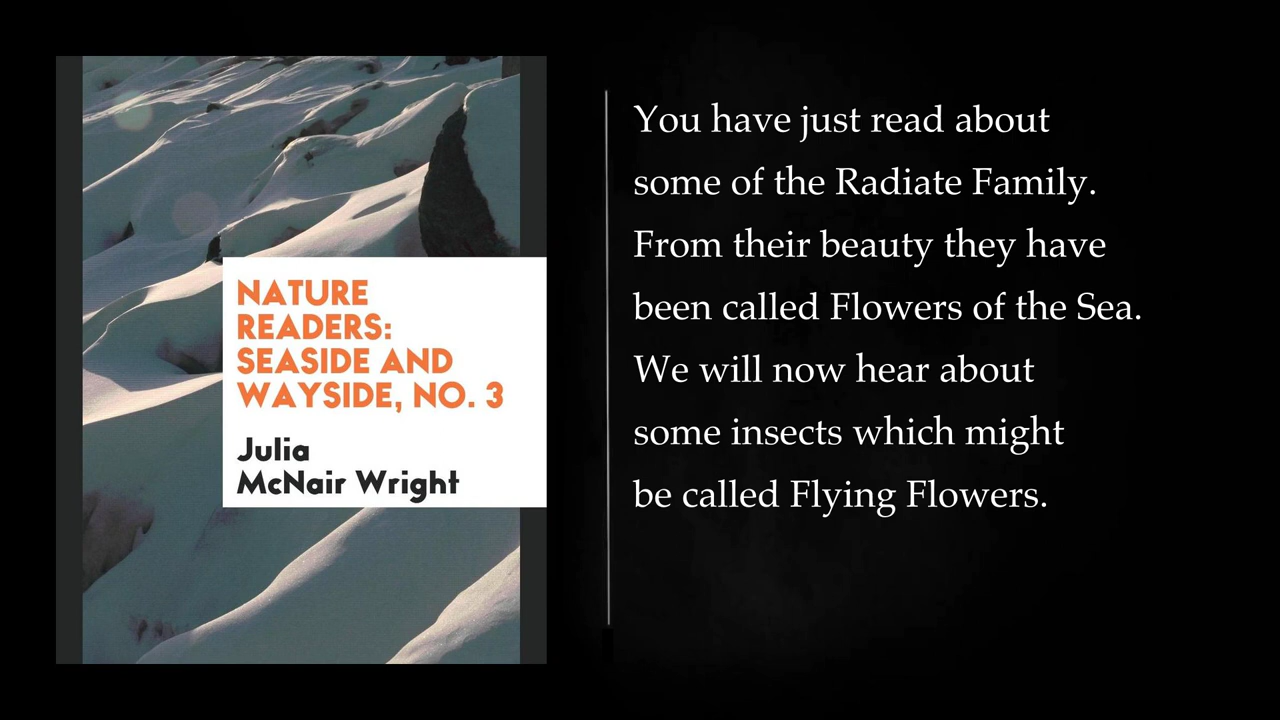 NATURE
READERS:
SEASIDE AND
WAYSIDE, NO. 3
Julia
McNair Wright
You have just read about
some of the Radiate Family.
From their beauty they have
been called Flowers of the Sea.
We will now hear about
some insects which might
be called Flying Flowers.